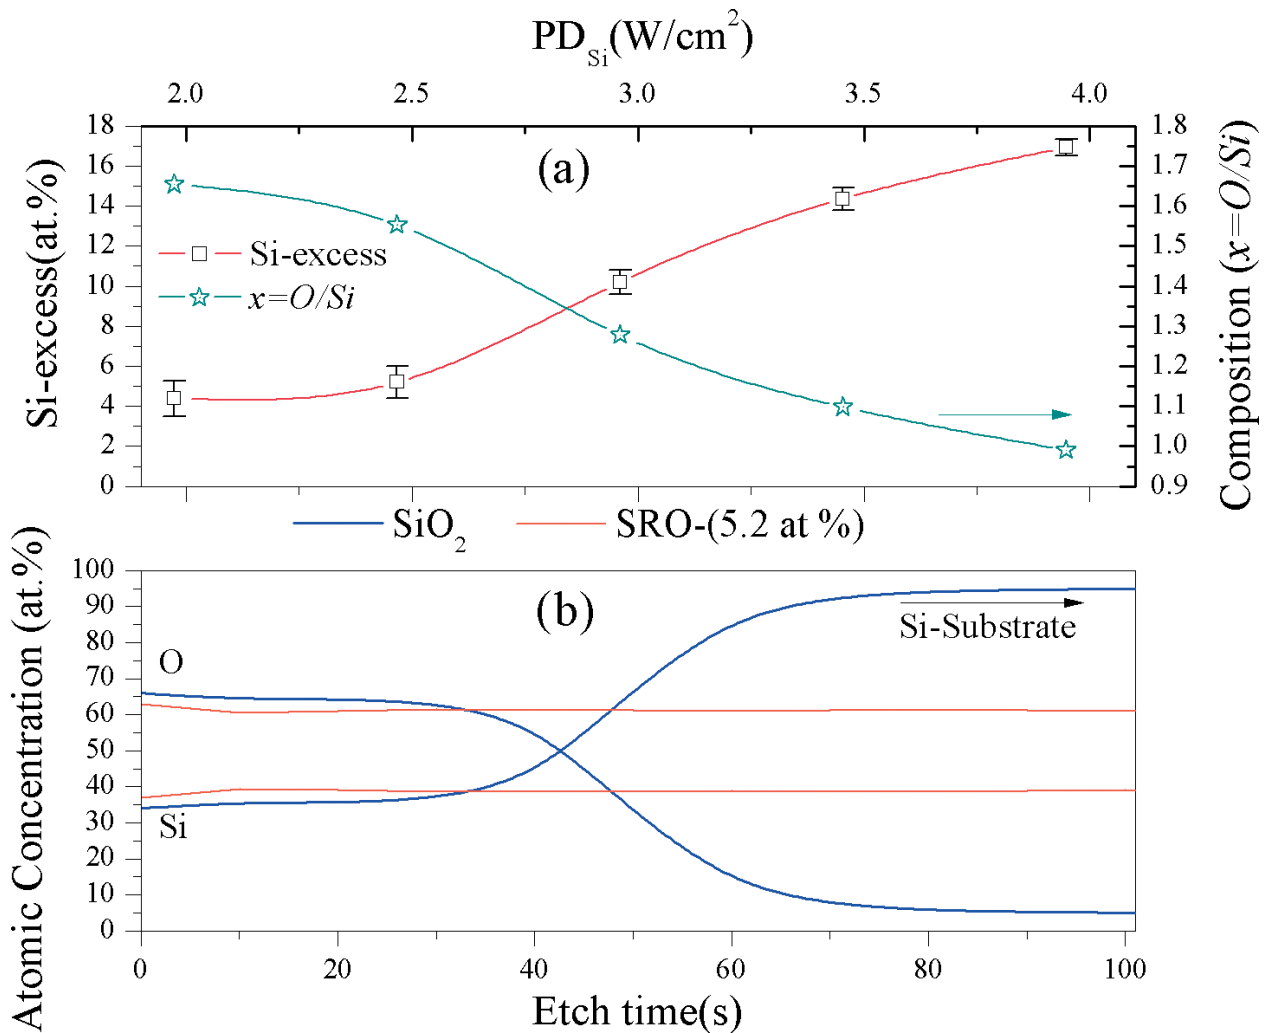 PD_Si(W/cm²)
2.0 2.5 3.0 3.5 4.0
(a)
Si-excess(at.%)
18
16
14
12
10
8
6
4
2
0
Si-excess
x=O/Si
1.8
1.7
1.6
1.5
1.4
1.3
1.2
1.1
1.0
0.9
Composition (x=O/Si)
SiO₂ SRO-(5.2 at %)
(b)
Atomic Concentration (at.%)
100
90
80
70
60
50
40
30
20
10
0
O
Si
Si-Substrate
0 20 40 60 80 100
Etch time(s)